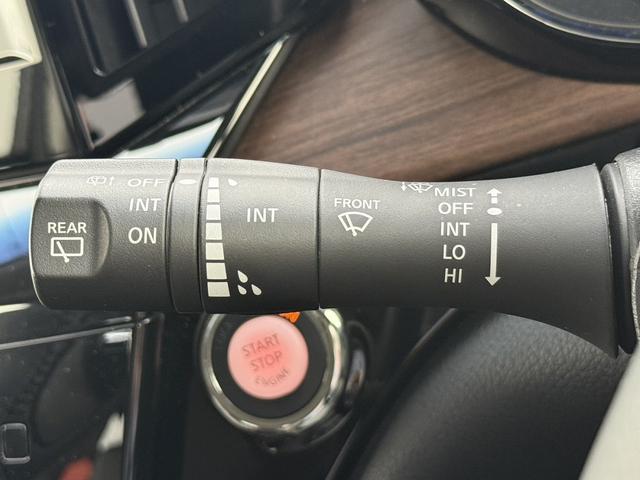 REAR
OFF
INT
ON
INT
FRONT
MIST
OFF
INT
LO
HI
START
STOP
ENGINE